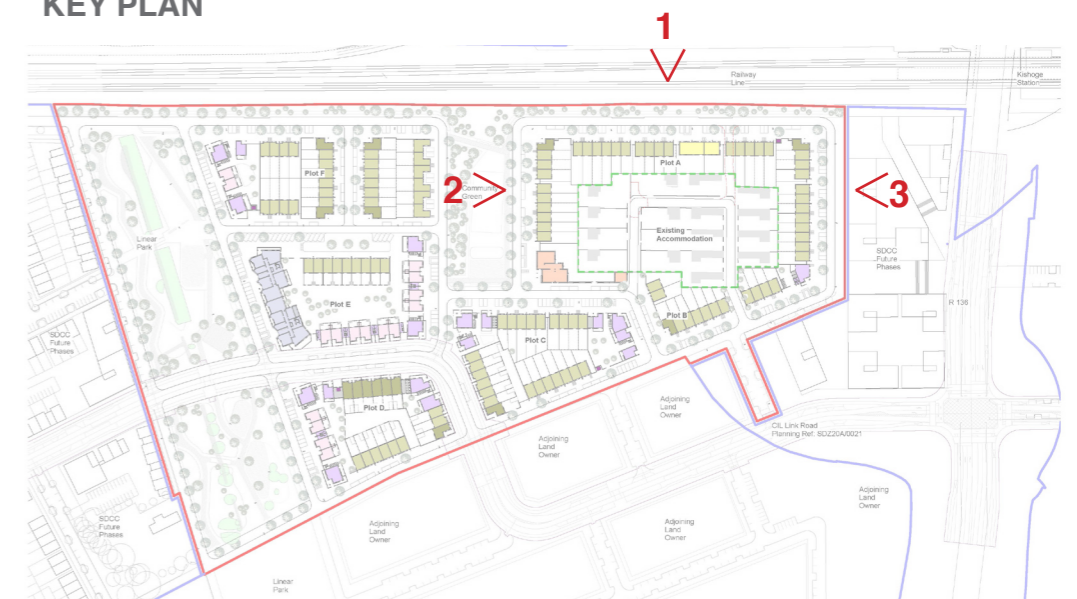 KEY PLAN
1
Railway
Line
Kishoge
Station
Plot A
Plot F
2
Community
Green
3
Existing
Accommodation
Linear
Park
SDCC
Future
Phases
Plot E
R 136
Plot B
SDCC
Future
Phases
Plot C
Plot D
Adjoining
Land
Owner
CIL Link Road
Planning Ref: SDZ20A/0021
Adjoining
Land
Owner
Adjoining
Land
Owner
SDCC
Future
Phases
Adjoining
Land
Owner
Adjoining
Land
Owner
Linear
Park